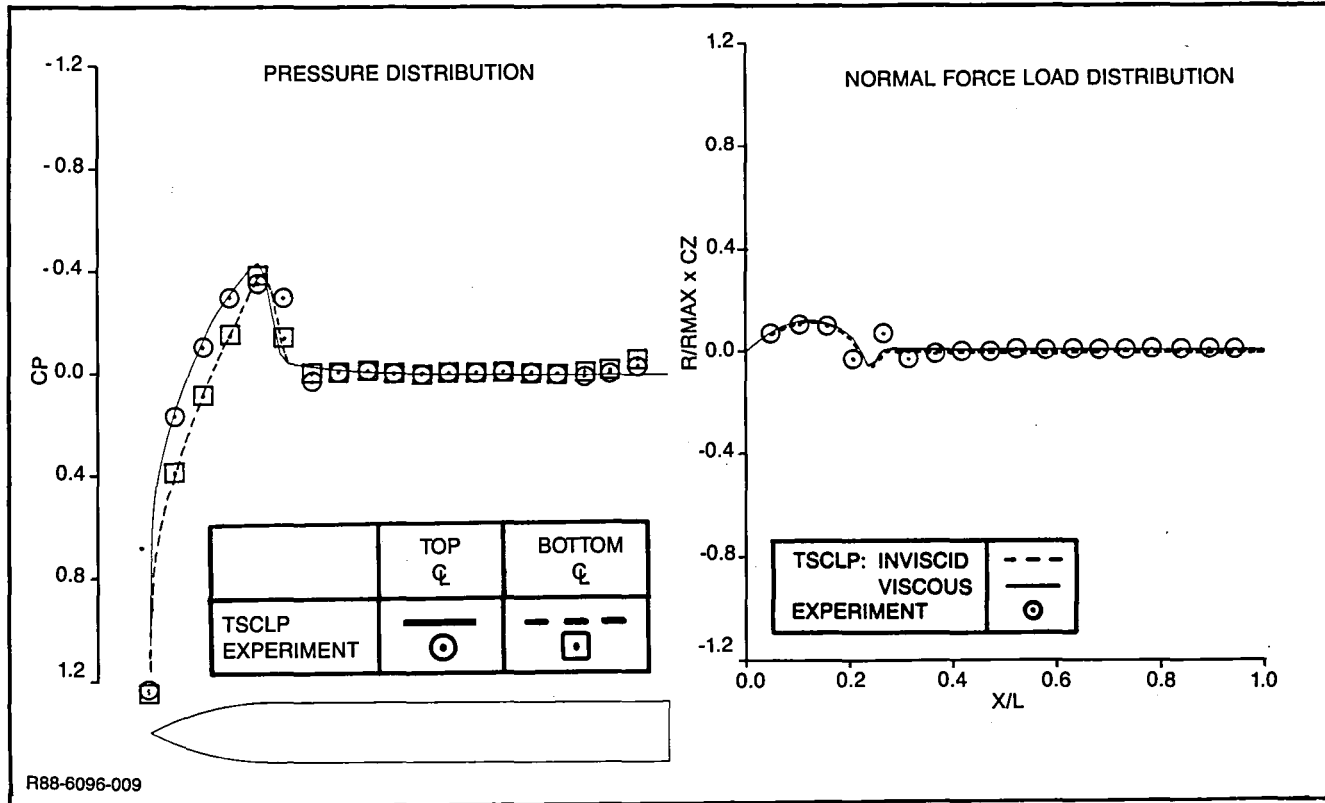 PRESSURE DISTRIBUTION
-1.2
-0.8
-0.4
0.0
0.4
0.8
1.2
CP
TOP
℄
BOTTOM
℄
TSCLP
EXPERIMENT
R88-6096-009
NORMAL FORCE LOAD DISTRIBUTION
1.2
0.8
0.4
0.0
-0.4
-0.8
-1.2
R/RMAX x CZ
TSCLP: INVISCID
VISCOUS
EXPERIMENT
0.0 0.2 0.4 0.6 0.8 1.0
X/L